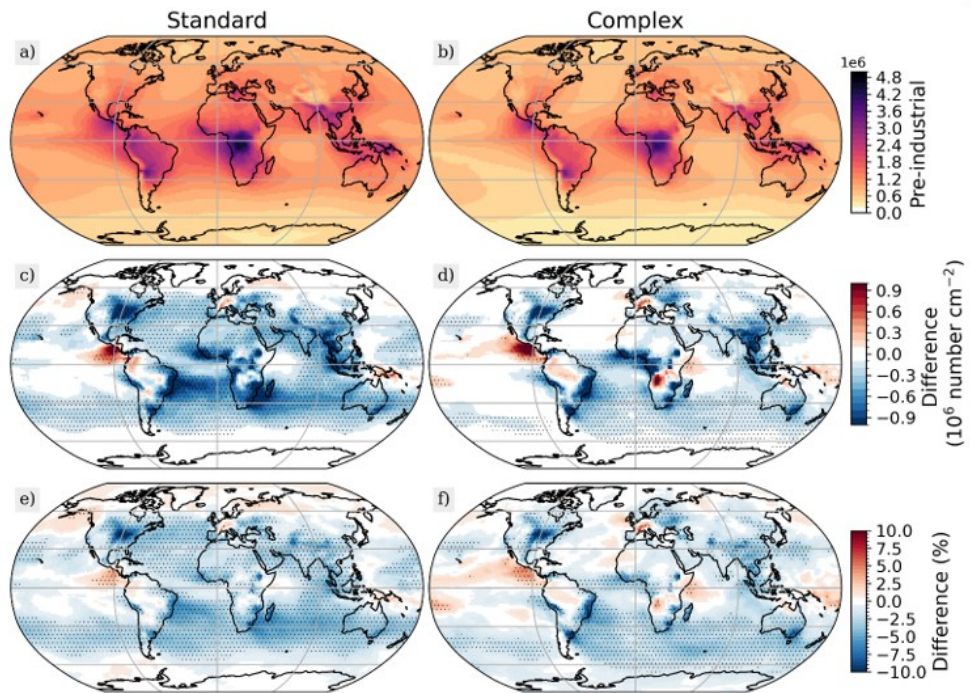 Standard
Complex
a)
b)
1e6
4.8
4.2
3.6
3.0
2.4
1.8
1.2
0.6
0.0
Pre-industrial
c)
d)
0.9
0.6
0.3
0.0
−0.3
−0.6
−0.9
Difference
(10⁶ number cm⁻²)
e)
f)
10.0
7.5
5.0
2.5
0.0
−2.5
−5.0
−7.5
−10.0
Difference (%)